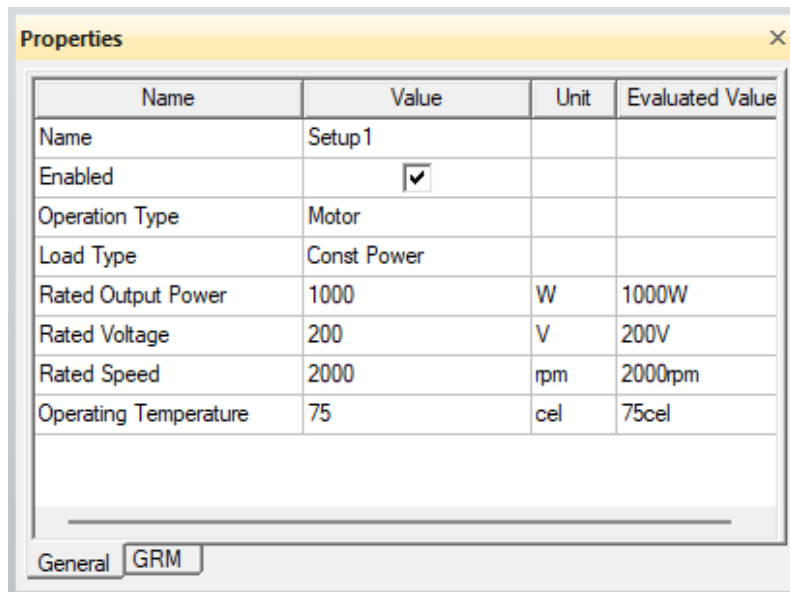 Properties
Name Value Unit Evaluated Value
Name Setup1
Enabled
Operation Type Motor
Load Type Const Power
Rated Output Power 1000 W 1000W
Rated Voltage 200 V 200V
Rated Speed 2000 rpm 2000rpm
Operating Temperature 75 cel 75cel
General GRM